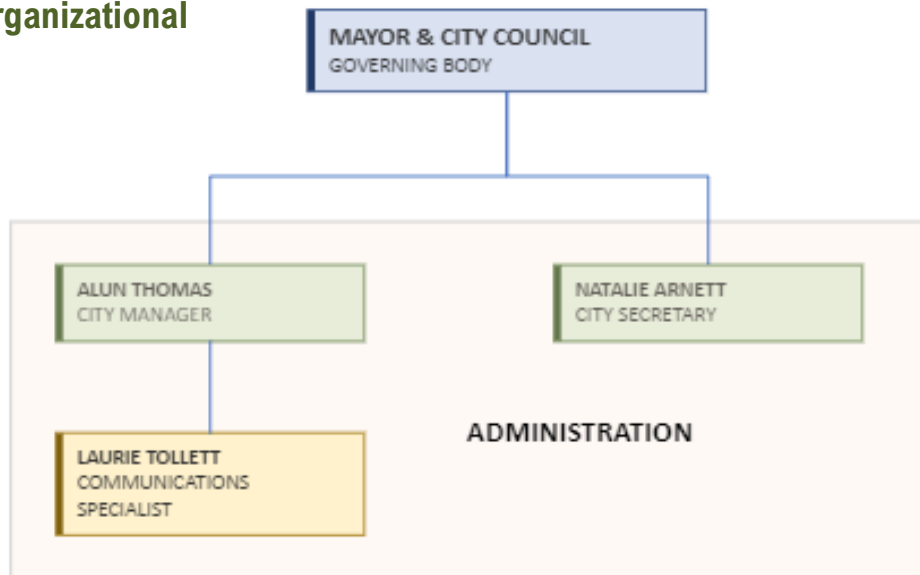 rganizational
MAYOR & CITY COUNCIL
GOVERNING BODY
ALUN THOMAS
CITY MANAGER
NATALIE ARNETT
CITY SECRETARY
ADMINISTRATION
LAURIE TOLLETT
COMMUNICATIONS
SPECIALIST